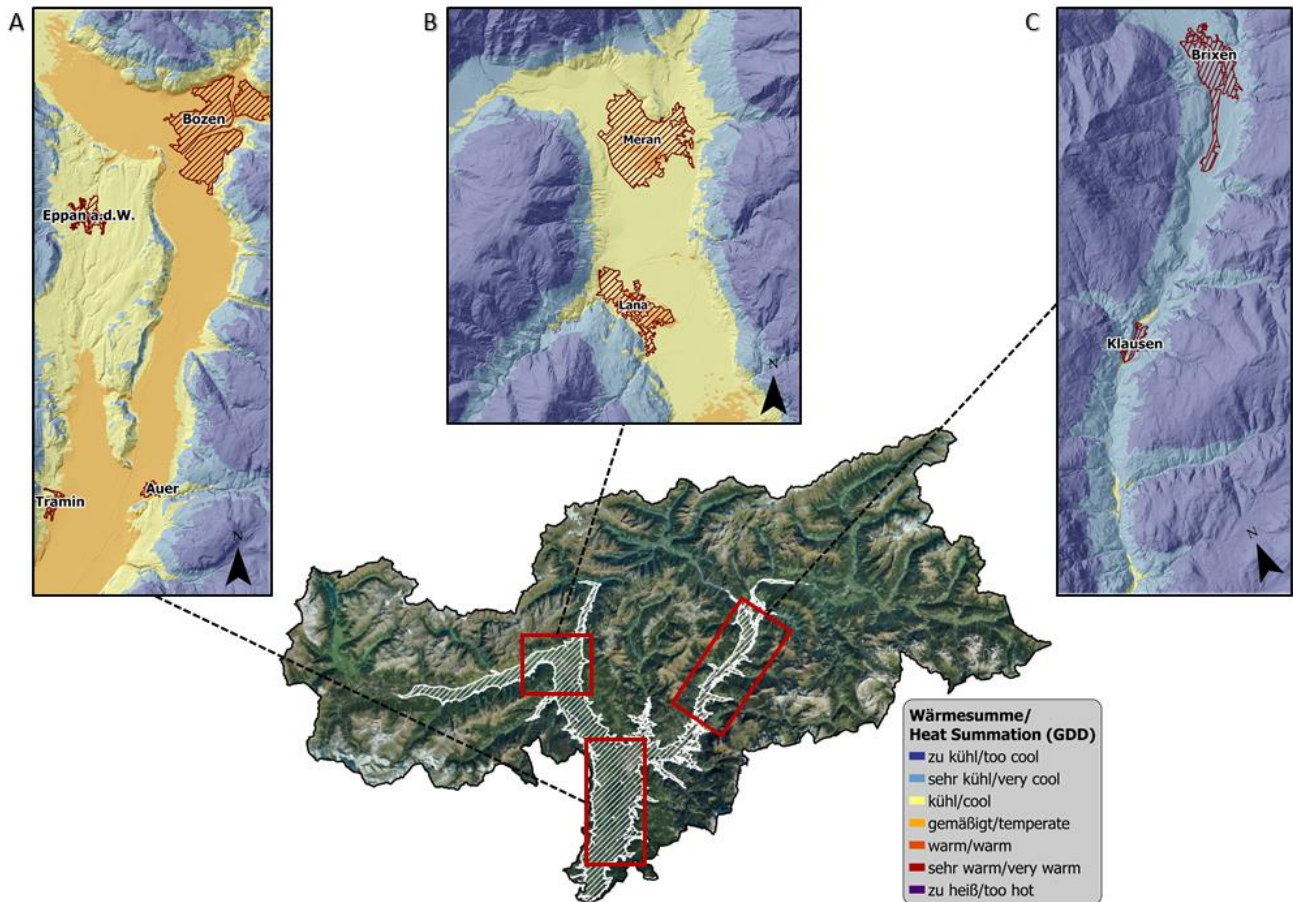 A
Bozen
Eppan a.d.W.
Tramin
Auer
N
B
Meran
Lana
N
C
Brixen
Klausen
N
Wärmesumme/
Heat Summation (GDD)
zu kühl/too cool
sehr kühl/very cool
kühl/cool
gemäßigt/temperate
warm/warm
sehr warm/very warm
zu heiß/too hot